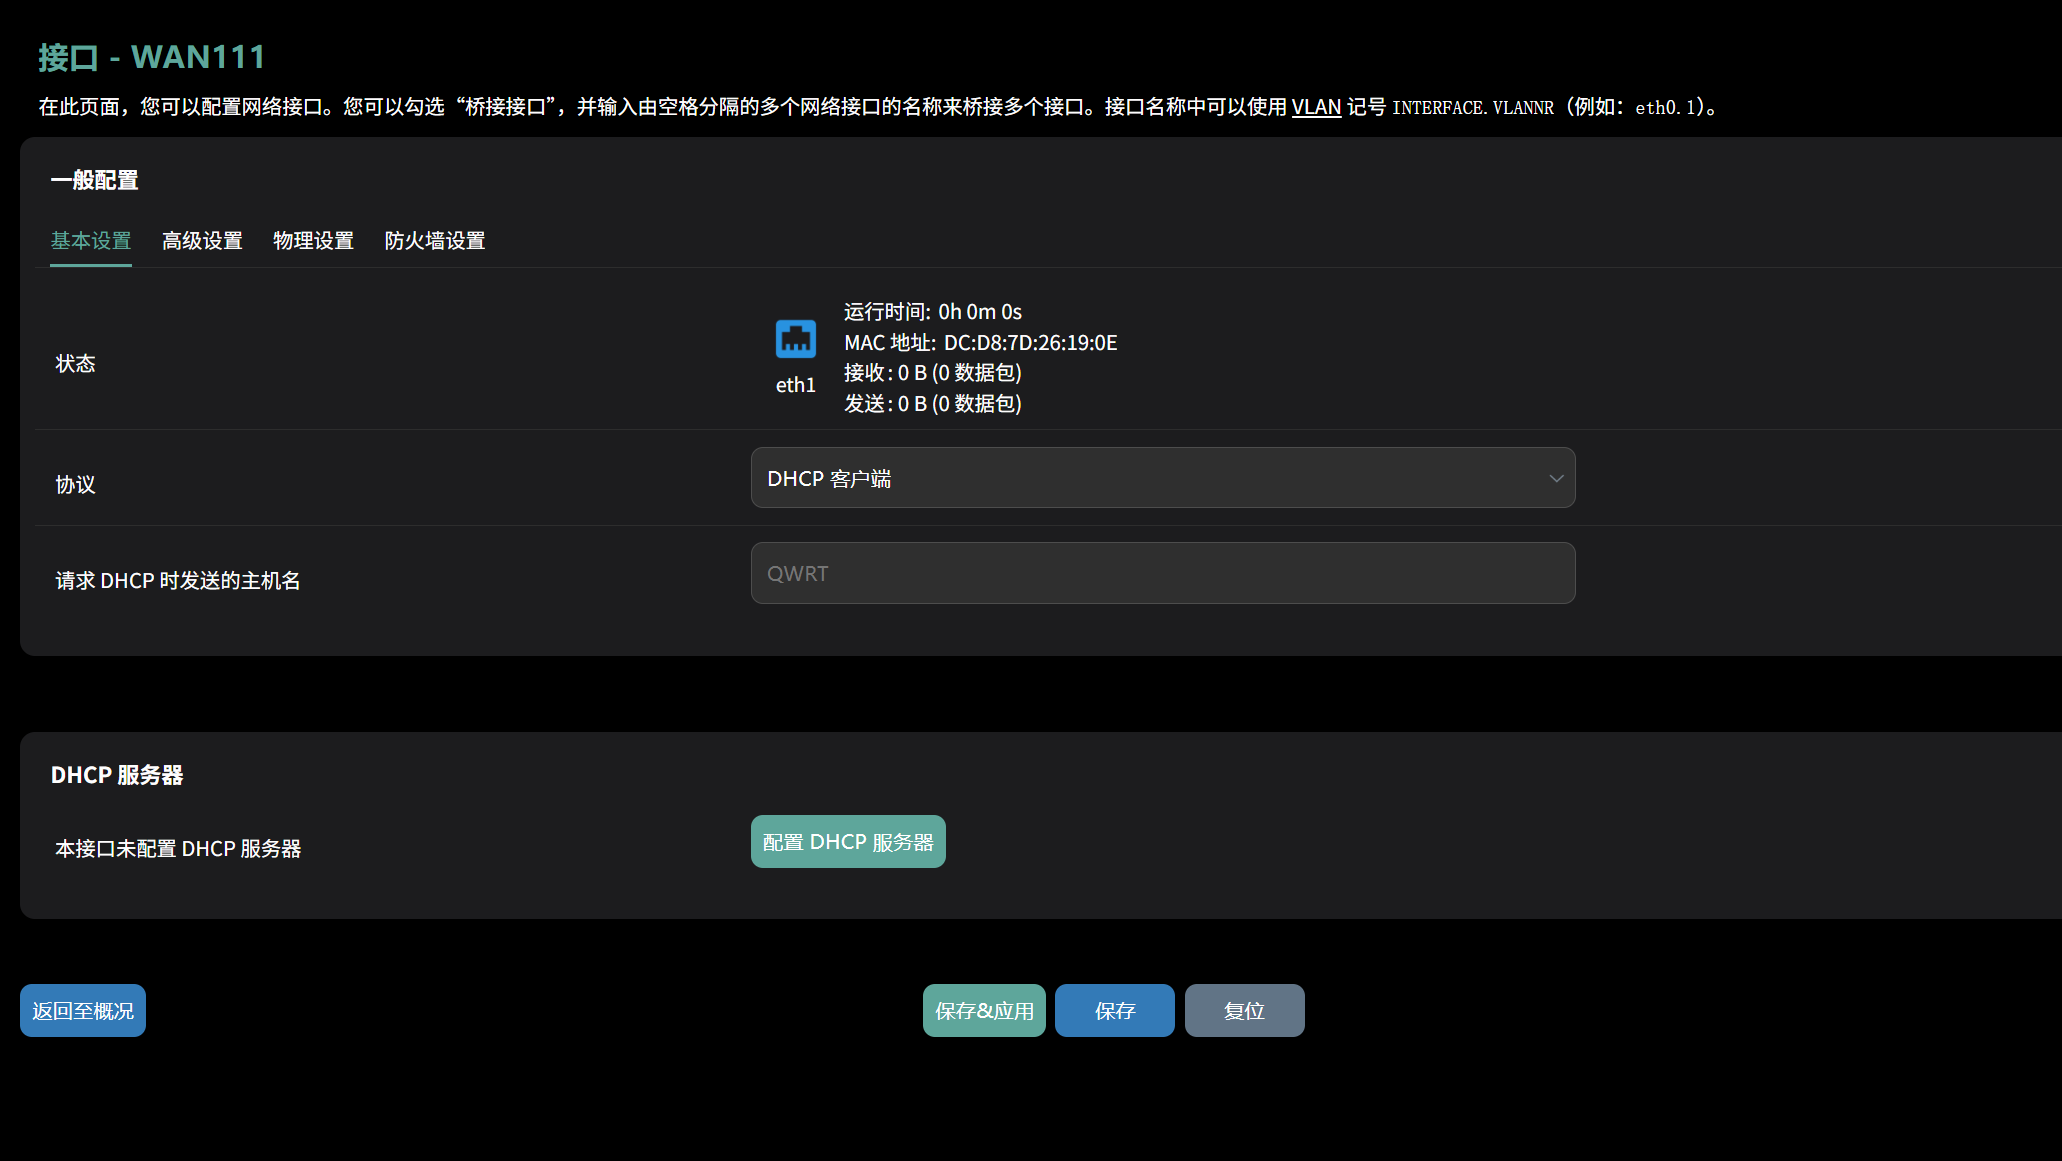 接口 - WAN111
在此页面，您可以配置网络接口。您可以勾选“桥接接口”，并输入由空格分隔的多个网络接口的名称来桥接多个接口。接口名称中可以使用 VLAN 记号 INTERFACE.VLANNR（例如：eth0.1）。
一般配置
基本设置 高级设置 物理设置 防火墙设置
状态
eth1
运行时间: 0h 0m 0s
MAC 地址: DC:D8:7D:26:19:0E
接收: 0 B (0 数据包)
发送: 0 B (0 数据包)
协议 DHCP 客户端
请求 DHCP 时发送的主机名 QWRT
DHCP 服务器
本接口未配置 DHCP 服务器 配置 DHCP 服务器
返回至概况 保存&应用 保存 复位